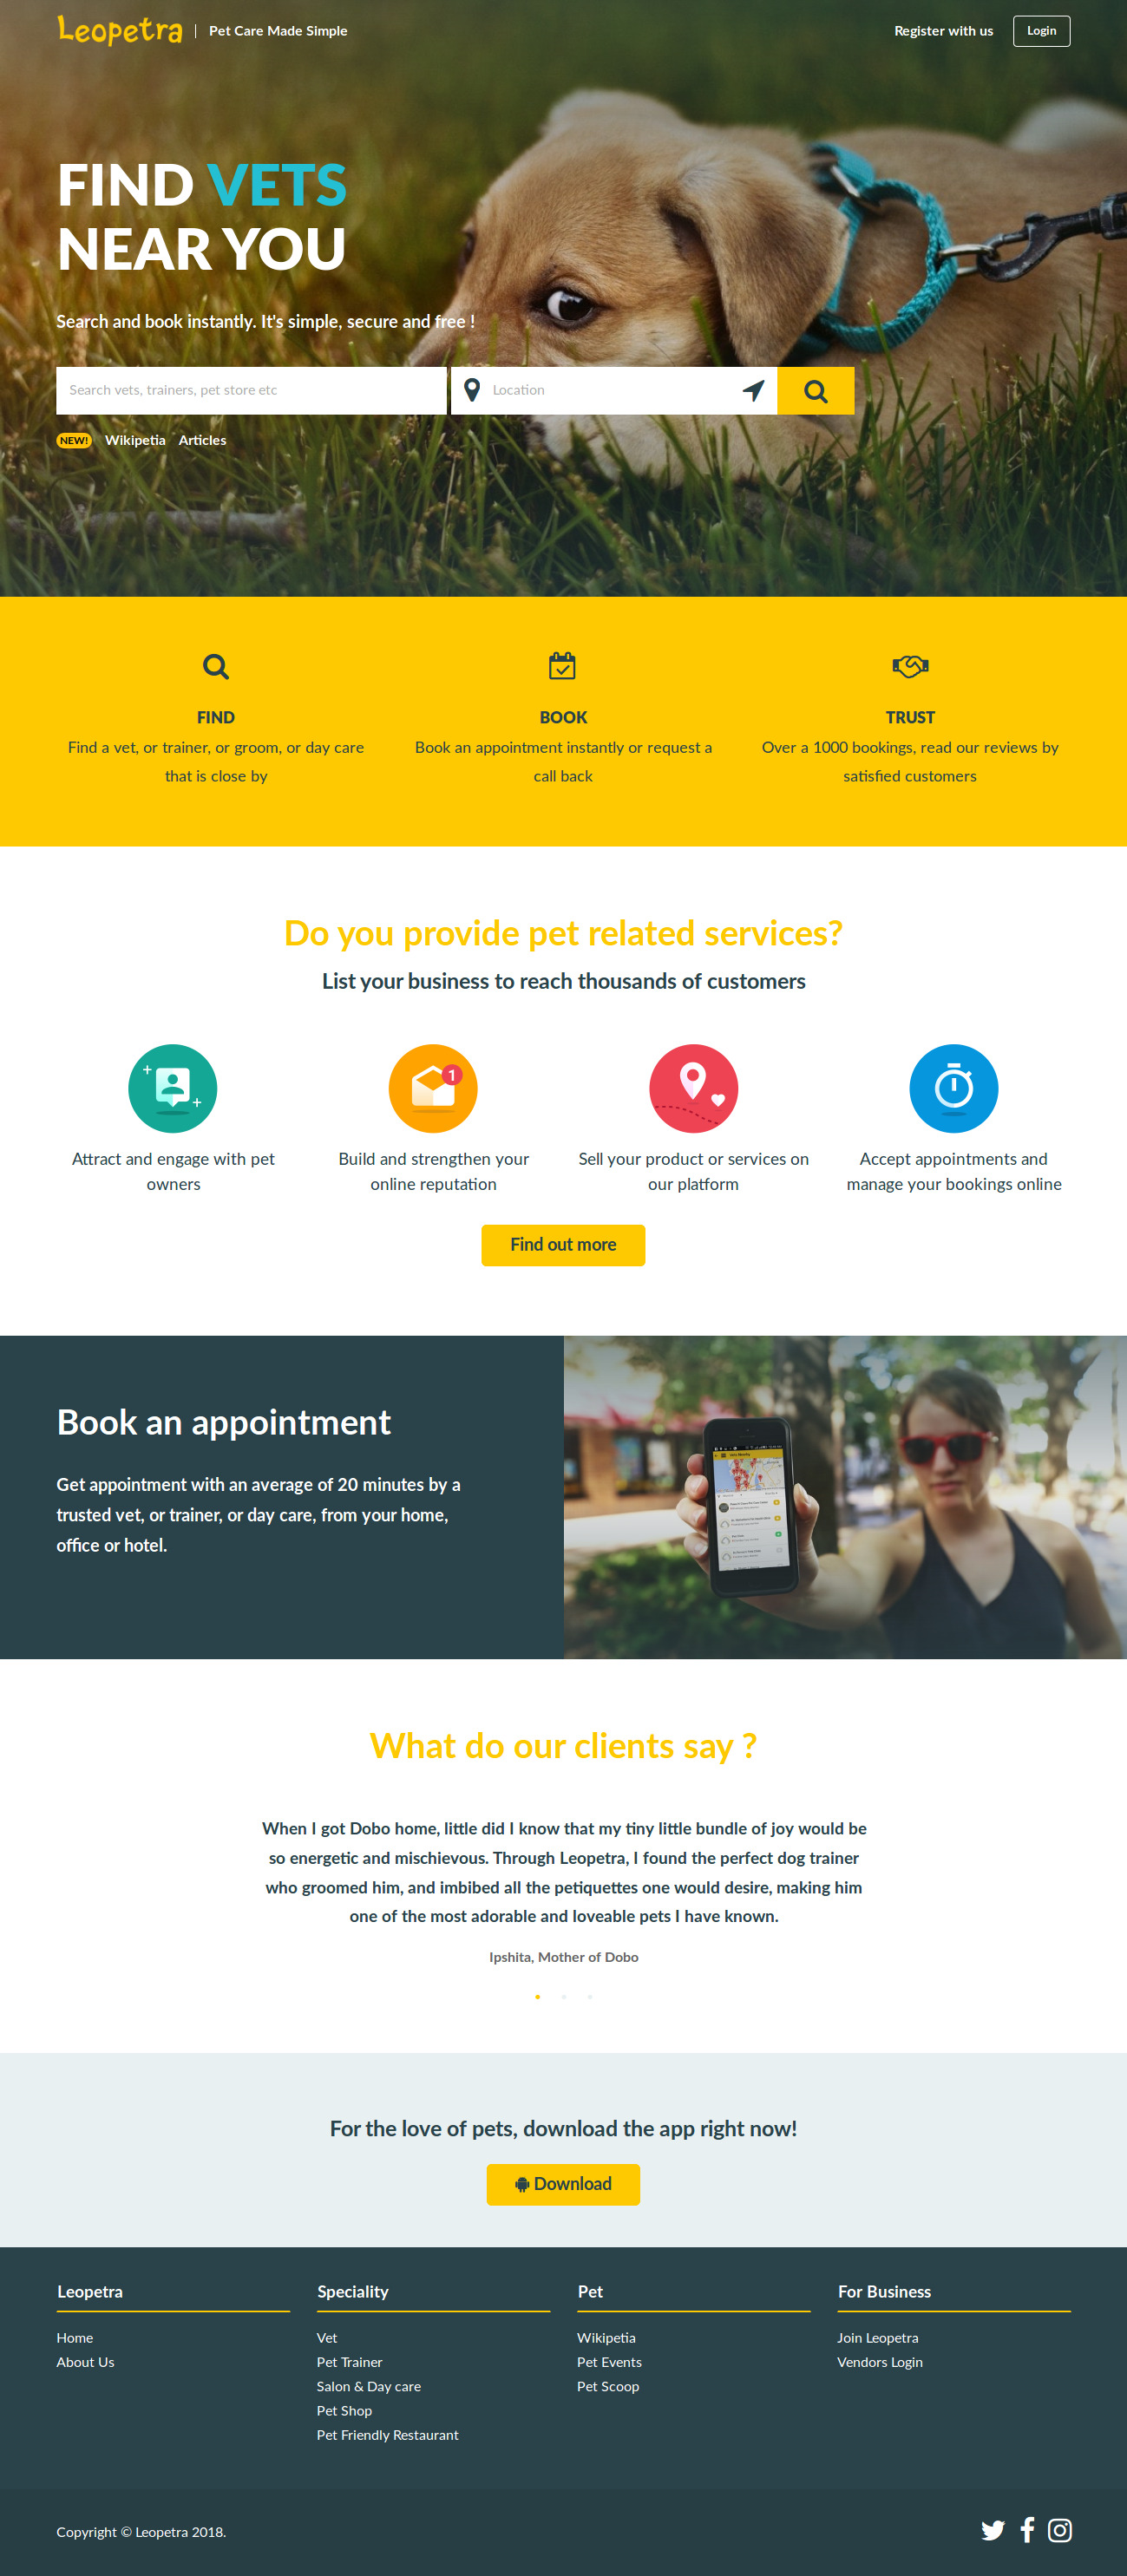 Leopetra
Pet Care Made Simple
Register with us
Login
FIND VETS
NEAR YOU
Search and book instantly. It's simple, secure and free !
Search vets, trainers, pet store etc
Location
NEW!
Wikipetia
Articles
FIND
Find a vet, or trainer, or groom, or day care
that is close by
BOOK
Book an appointment instantly or request a
call back
TRUST
Over a 1000 bookings, read our reviews by
satisfied customers
Do you provide pet related services?
List your business to reach thousands of customers
Attract and engage with pet
owners
1
Build and strengthen your
online reputation
Sell your product or services on
our platform
Accept appointments and
manage your bookings online
Find out more
Book an appointment
Get appointment with an average of 20 minutes by a
trusted vet, or trainer, or day care, from your home,
office or hotel.
What do our clients say ?
When I got Dobo home, little did I know that my tiny little bundle of joy would be
so energetic and mischievous. Through Leopetra, I found the perfect dog trainer
who groomed him, and imbibed all the petiquettes one would desire, making him
one of the most adorable and loveable pets I have known.
Ipshita, Mother of Dobo
For the love of pets, download the app right now!
Download
Leopetra
Home
About Us
Speciality
Vet
Pet Trainer
Salon & Day care
Pet Shop
Pet Friendly Restaurant
Pet
Wikipetia
Pet Events
Pet Scoop
For Business
Join Leopetra
Vendors Login
Copyright © Leopetra 2018.